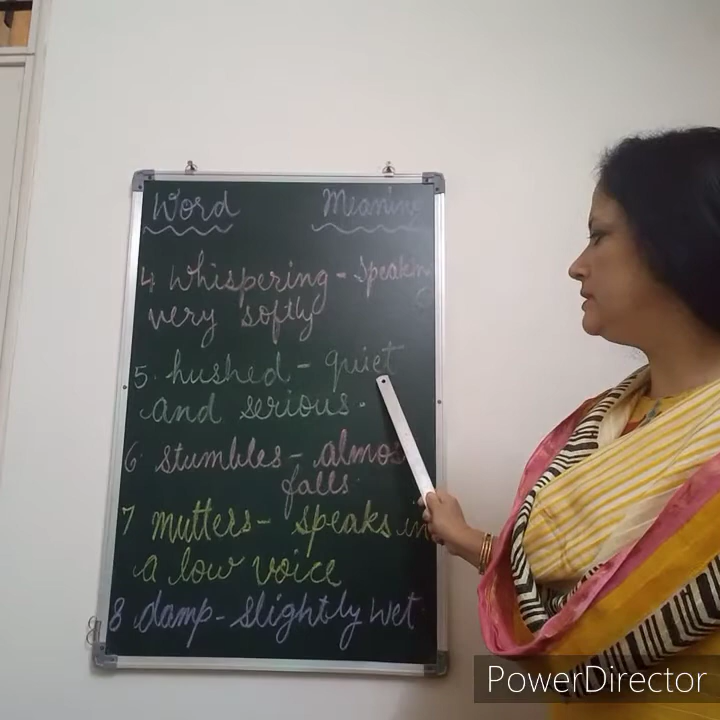 Word Meaning
4 Whispering - Speaking
very softly
5. hushed - quiet
and serious.
6. stumbles - almost
falls.
7 mutters - speaks in
a low voice
8 damp - slightly wet.
PowerDirector